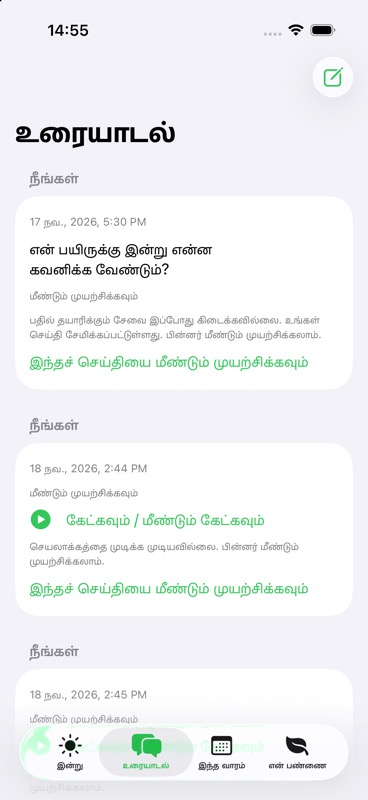 14:55
உரையாடல்
நீங்கள்
17 நவ., 2026, 5:30 PM
என் பயிருக்கு இன்று என்ன
கவனிக்க வேண்டும்?
மீண்டும் முயற்சிக்கவும்
பதில் தயாரிக்கும் சேவை இப்போது கிடைக்கவில்லை. உங்கள்
செய்தி சேமிக்கப்பட்டுள்ளது. பின்னர் மீண்டும் முயற்சிக்கலாம்.
இந்தச் செய்தியை மீண்டும் முயற்சிக்கவும்
நீங்கள்
18 நவ., 2026, 2:44 PM
மீண்டும் முயற்சிக்கவும்
கேட்கவும் / மீண்டும் கேட்கவும்
செயலாக்கத்தை முடிக்க முடியவில்லை. பின்னர் மீண்டும்
முயற்சிக்கலாம்.
இந்தச் செய்தியை மீண்டும் முயற்சிக்கவும்
நீங்கள்
18 நவ., 2026, 2:45 PM
மீண்டும் முயற்சிக்கவும்
இன்று
உரையாடல்
இந்த வாரம்
என் பண்ணை
முயற்சிக்கலாம்.